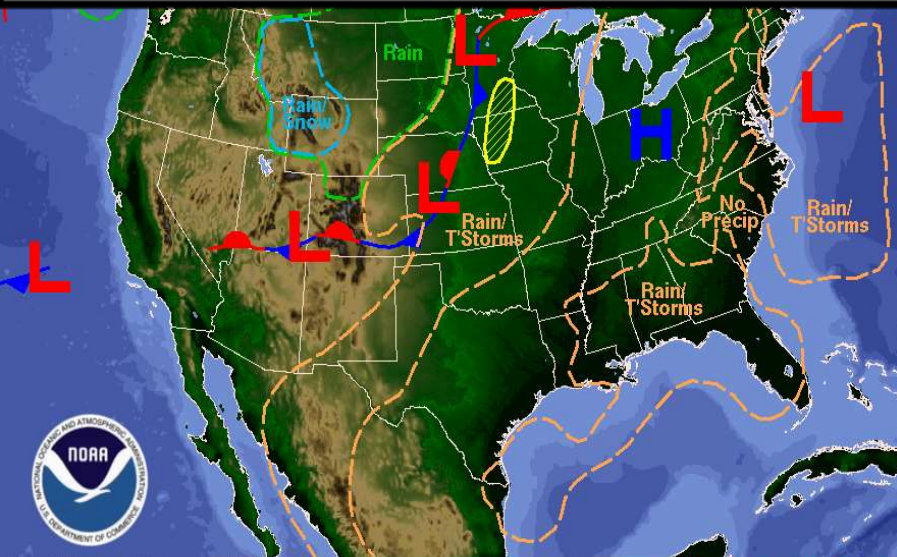 L
Rain
Rain/
Snow
L
H
L
No
Precip
Rain/
T'Storms
Rain/
T'Storms
L
L
Rain/
T'Storms
NATIONAL OCEANIC AND ATMOSPHERIC ADMINISTRATION
NOAA
U.S. DEPARTMENT OF COMMERCE